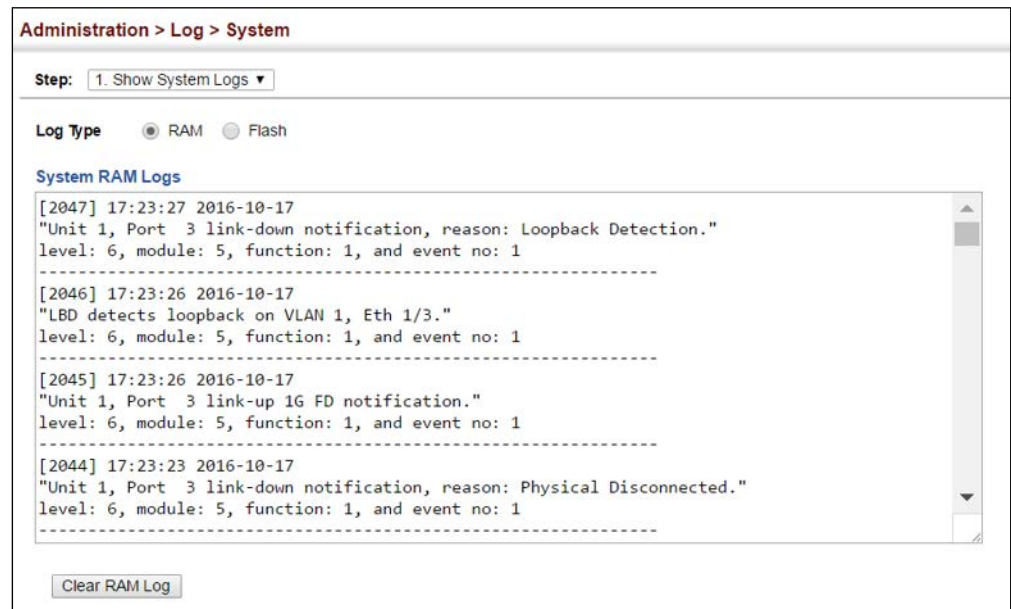 Administration > Log > System
Step: 1. Show System Logs ▼
Log Type RAM Flash
System RAM Logs
[2047] 17:23:27 2016-10-17
"Unit 1, Port  3 link-down notification, reason: Loopback Detection."
level: 6, module: 5, function: 1, and event no: 1
------------------------------------------------------------------
[2046] 17:23:26 2016-10-17
"LBD detects loopback on VLAN 1, Eth 1/3."
level: 6, module: 5, function: 1, and event no: 1
------------------------------------------------------------------
[2045] 17:23:26 2016-10-17
"Unit 1, Port  3 link-up 1G FD notification."
level: 6, module: 5, function: 1, and event no: 1
------------------------------------------------------------------
[2044] 17:23:23 2016-10-17
"Unit 1, Port  3 link-down notification, reason: Physical Disconnected."
level: 6, module: 5, function: 1, and event no: 1
------------------------------------------------------------------
Clear RAM Log